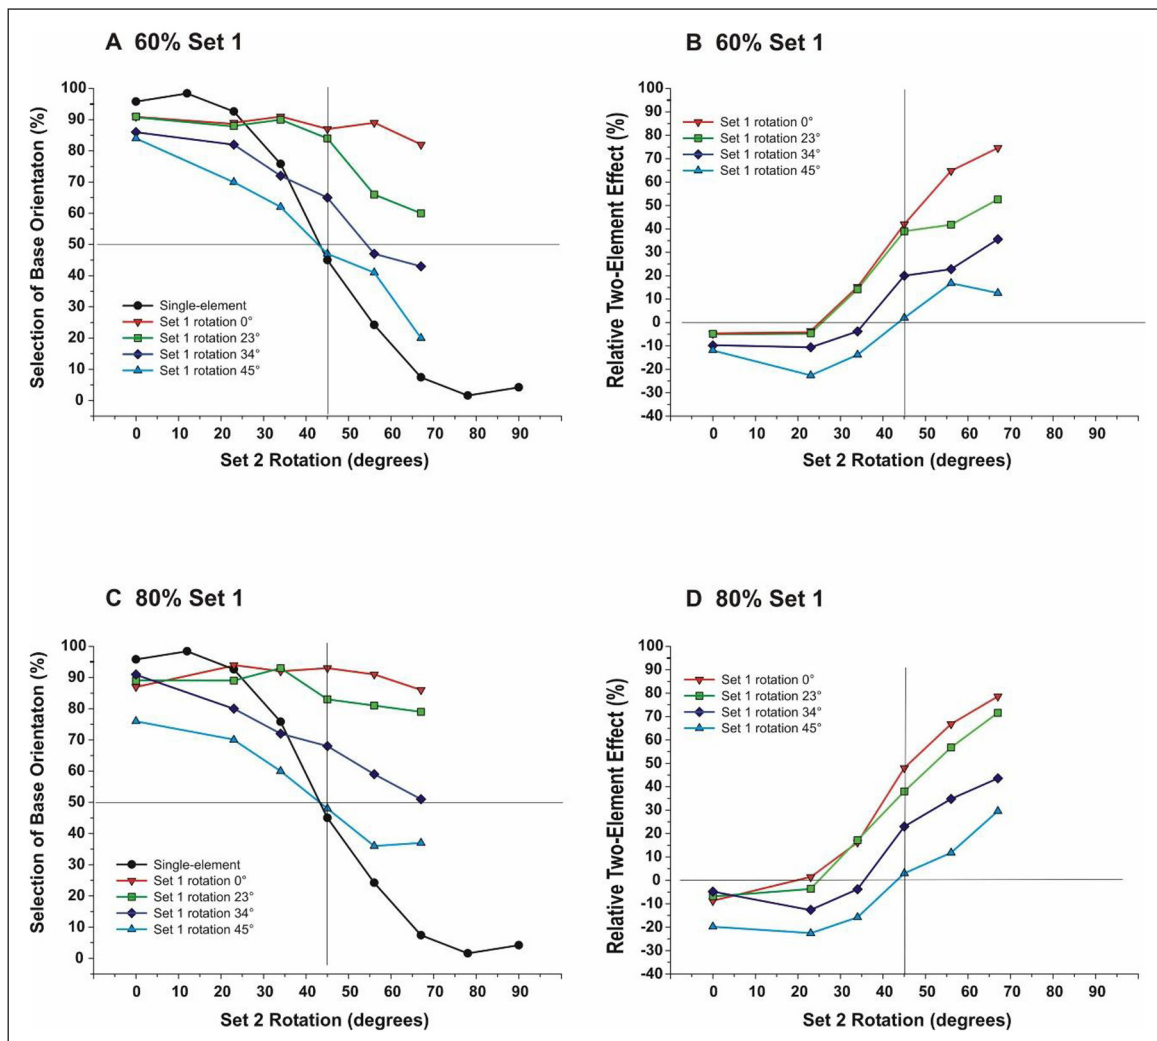 A 60% Set 1
100
90
80
70
60
50
40
30
20
10
0
Selection of Base Orientaton (%)
Single-element
Set 1 rotation 0°
Set 1 rotation 23°
Set 1 rotation 34°
Set 1 rotation 45°
0 10 20 30 40 50 60 70 80 90
Set 2 Rotation (degrees)
B 60% Set 1
100
90
80
70
60
50
40
30
20
10
0
-10
-20
-30
-40
Relative Two-Element Effect (%)
Set 1 rotation 0°
Set 1 rotation 23°
Set 1 rotation 34°
Set 1 rotation 45°
0 10 20 30 40 50 60 70 80 90
Set 2 Rotation (degrees)
C 80% Set 1
100
90
80
70
60
50
40
30
20
10
0
Selection of Base Orientaton (%)
Single-element
Set 1 rotation 0°
Set 1 rotation 23°
Set 1 rotation 34°
Set 1 rotation 45°
0 10 20 30 40 50 60 70 80 90
Set 2 Rotation (degrees)
D 80% Set 1
100
90
80
70
60
50
40
30
20
10
0
-10
-20
-30
-40
Relative Two-Element Effect (%)
Set 1 rotation 0°
Set 1 rotation 23°
Set 1 rotation 34°
Set 1 rotation 45°
0 10 20 30 40 50 60 70 80 90
Set 2 Rotation (degrees)